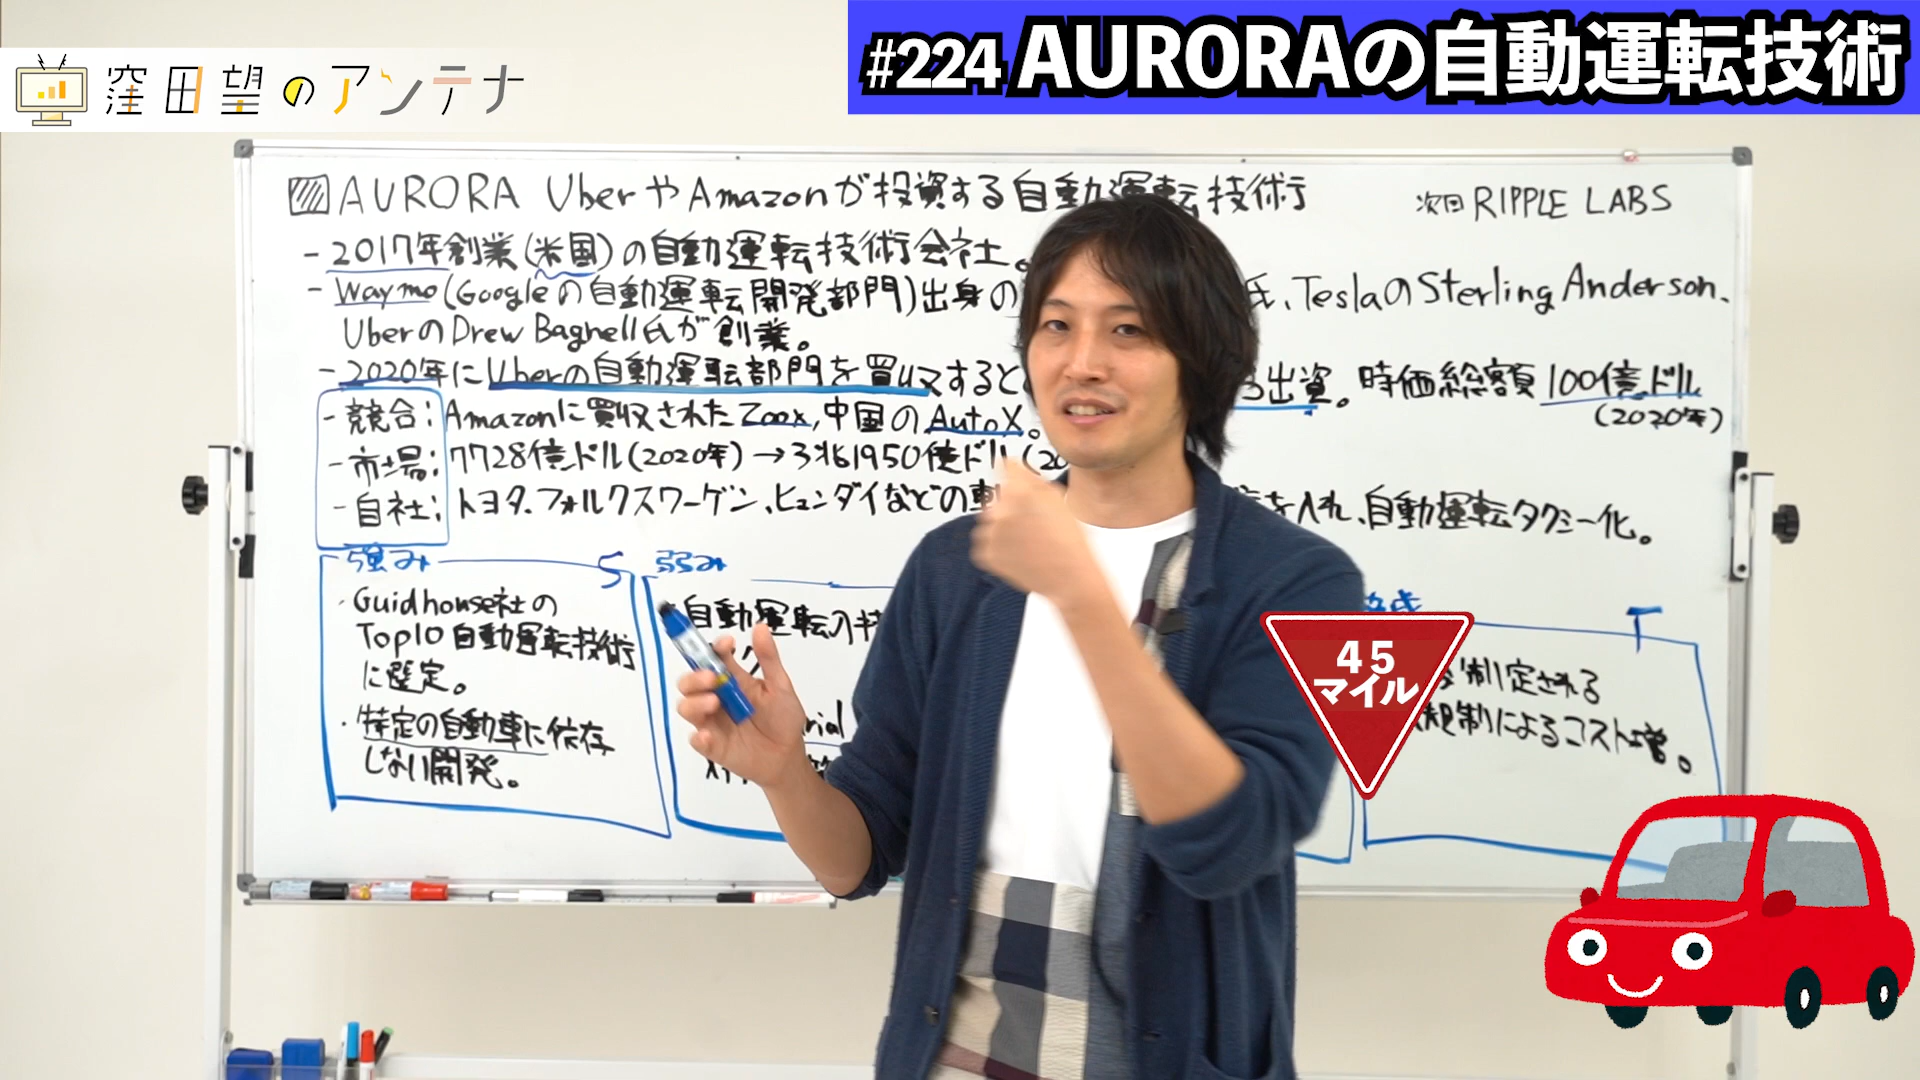 #224 AURORAの自動運転技術
窪田望のアンテナ
AURORA UberやAmazonが投資する自動運転技術
次回 RIPPLE LABS
- 2017年創業(米国)の自動運転技術会社。
- Waymo(Googleの自動運転開発部門)出身の
氏、TeslaのSterling Anderson、
UberのDrew Bagnell氏が創業。
- 2020年にUberの自動運転部門を買収すると
出資。時価総額100億ドル
(2020年)
- 競合: Amazonに買収されたZoox, 中国のAutoX。
- 市場: 7728億ドル(2020年)→3兆1950億ドル(20
- 自社: トヨタ、フォルクスワーゲン、ヒュンダイなどの車
を入れ、自動運転タクシー化。
強み S
・Guidhouse社の
Top10自動運転技術
に選定。
・特定の自動車に依存
しない開発。
弱み
自動運転の技
rial
T
制定される
規制によるコスト増。
45
マイル